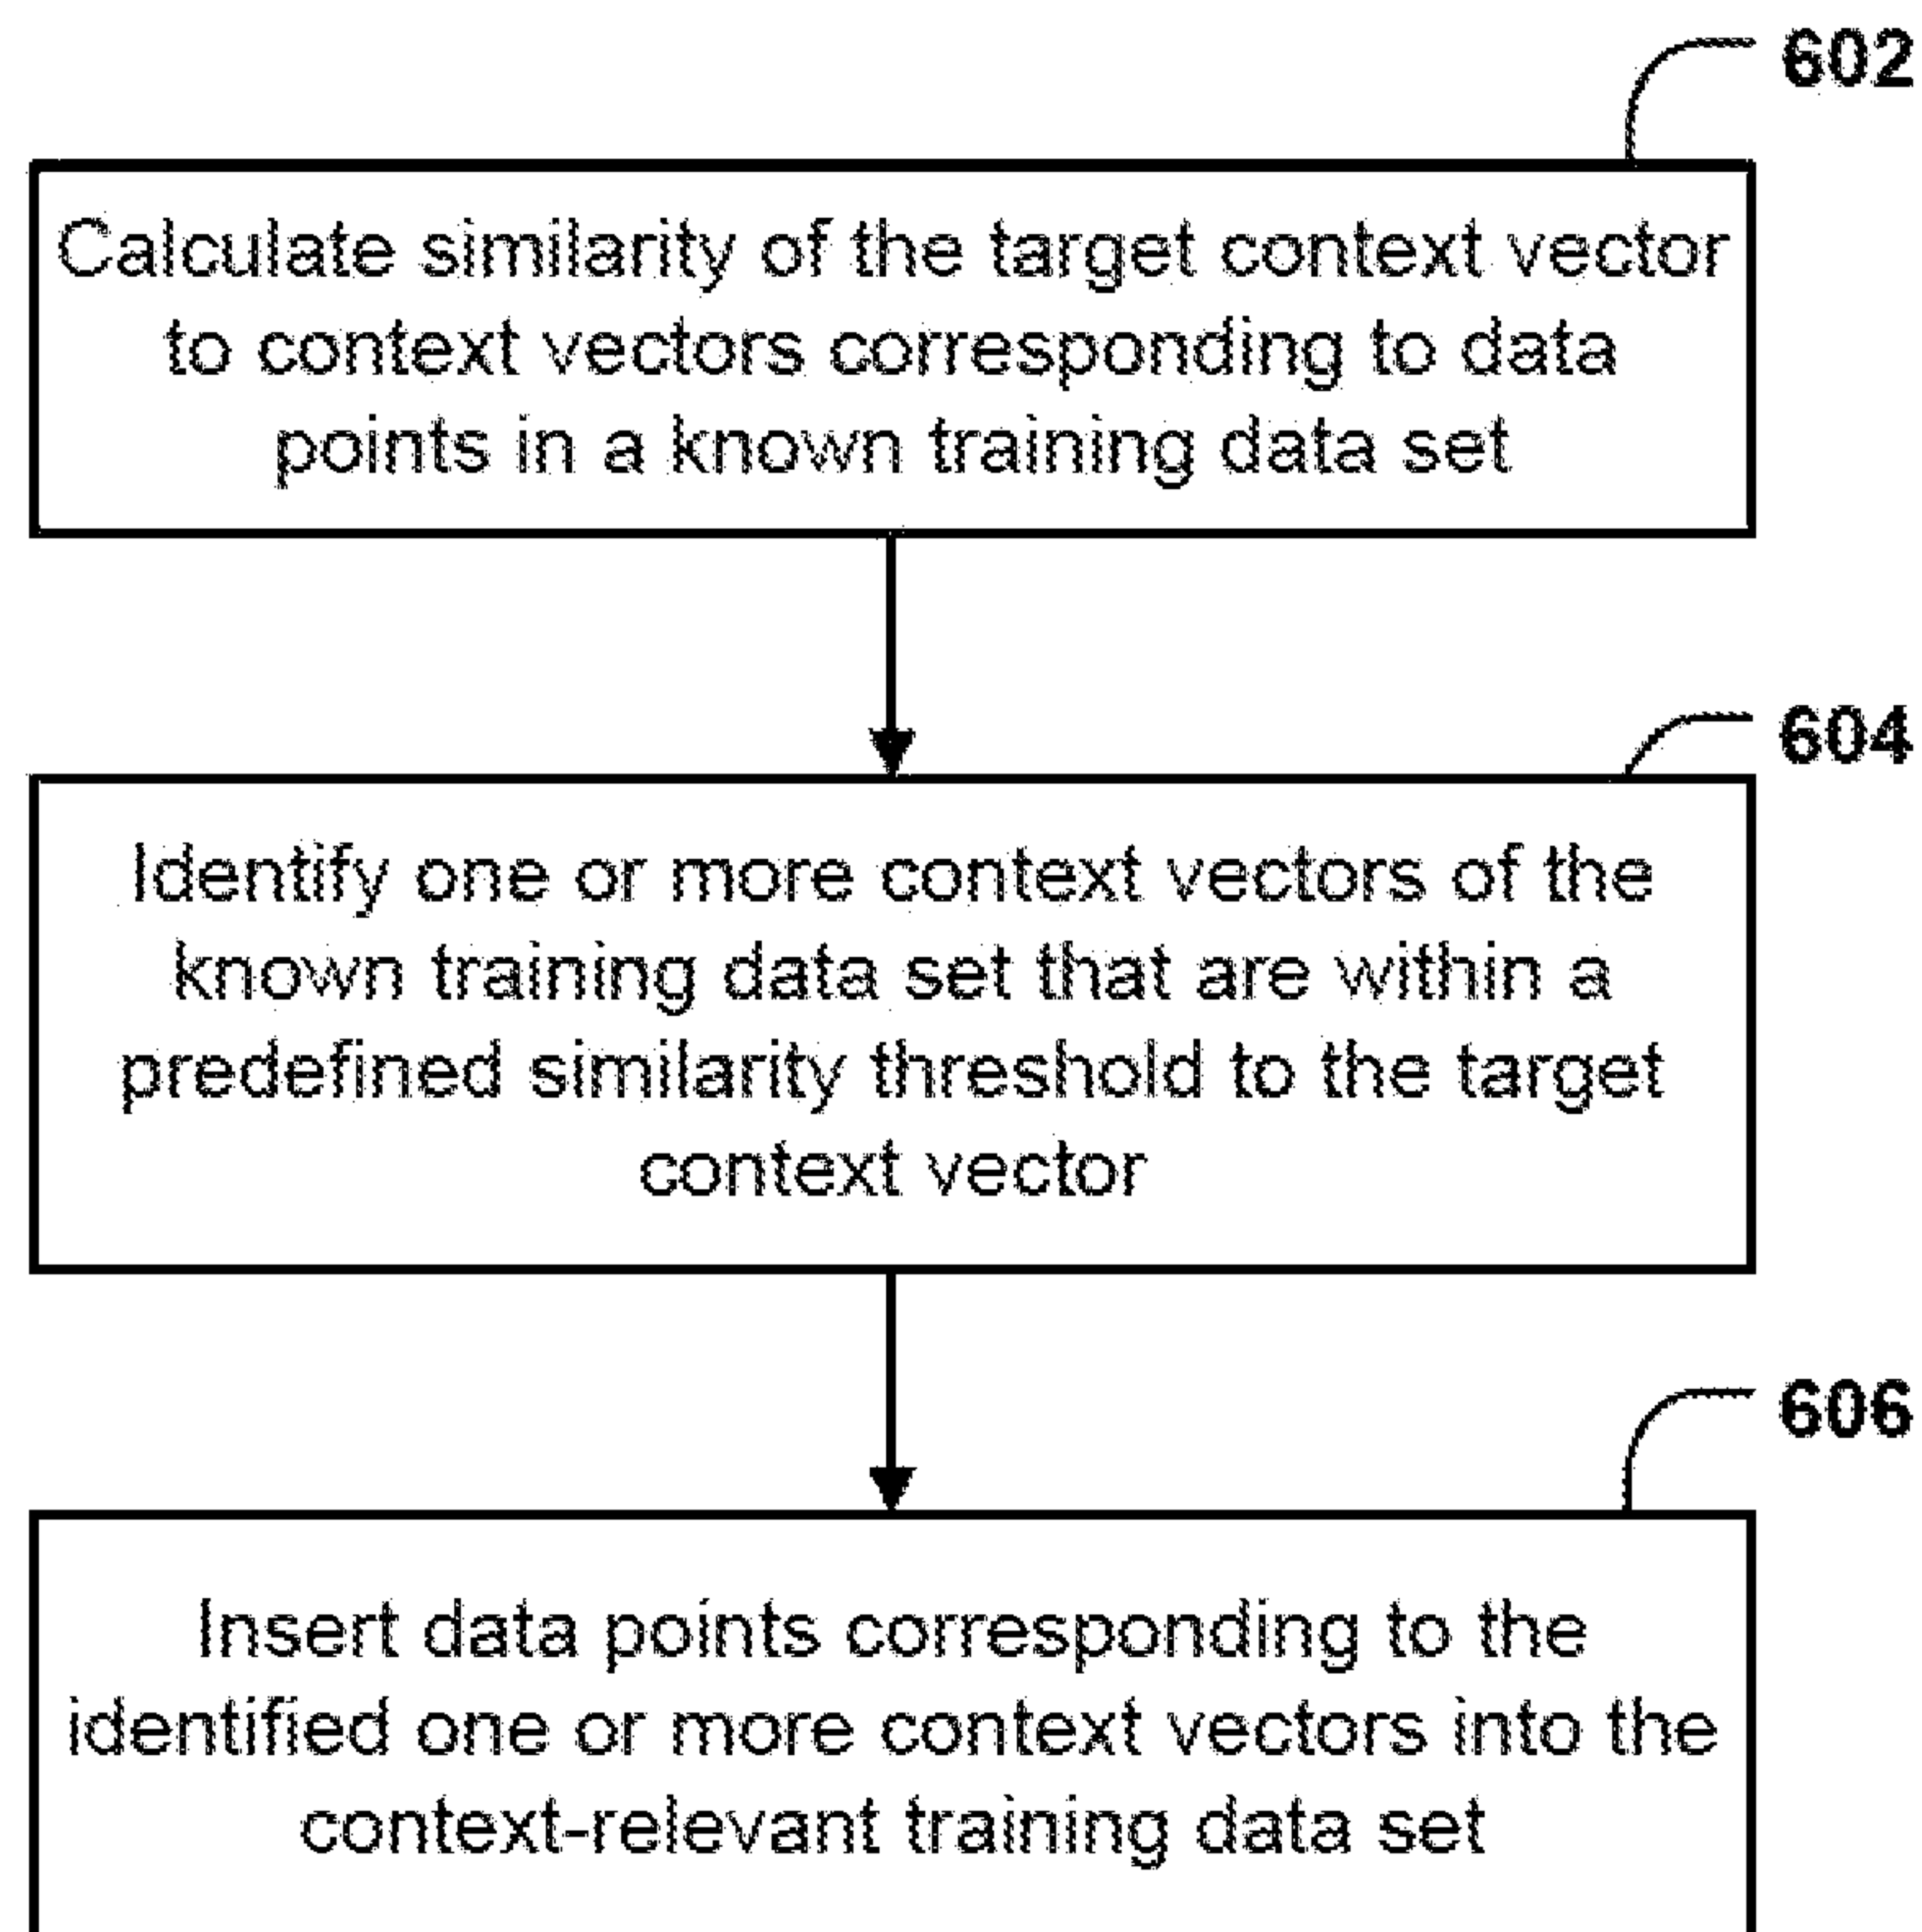 602
Calculate similarity of the target context vector
to context vectors corresponding to data
points in a known training data set
604
Identify one or more context vectors of the
known training data set that are within a
predefined similarity threshold to the target
context vector
606
Insert data points corresponding to the
identified one or more context vectors into the
context-relevant training data set